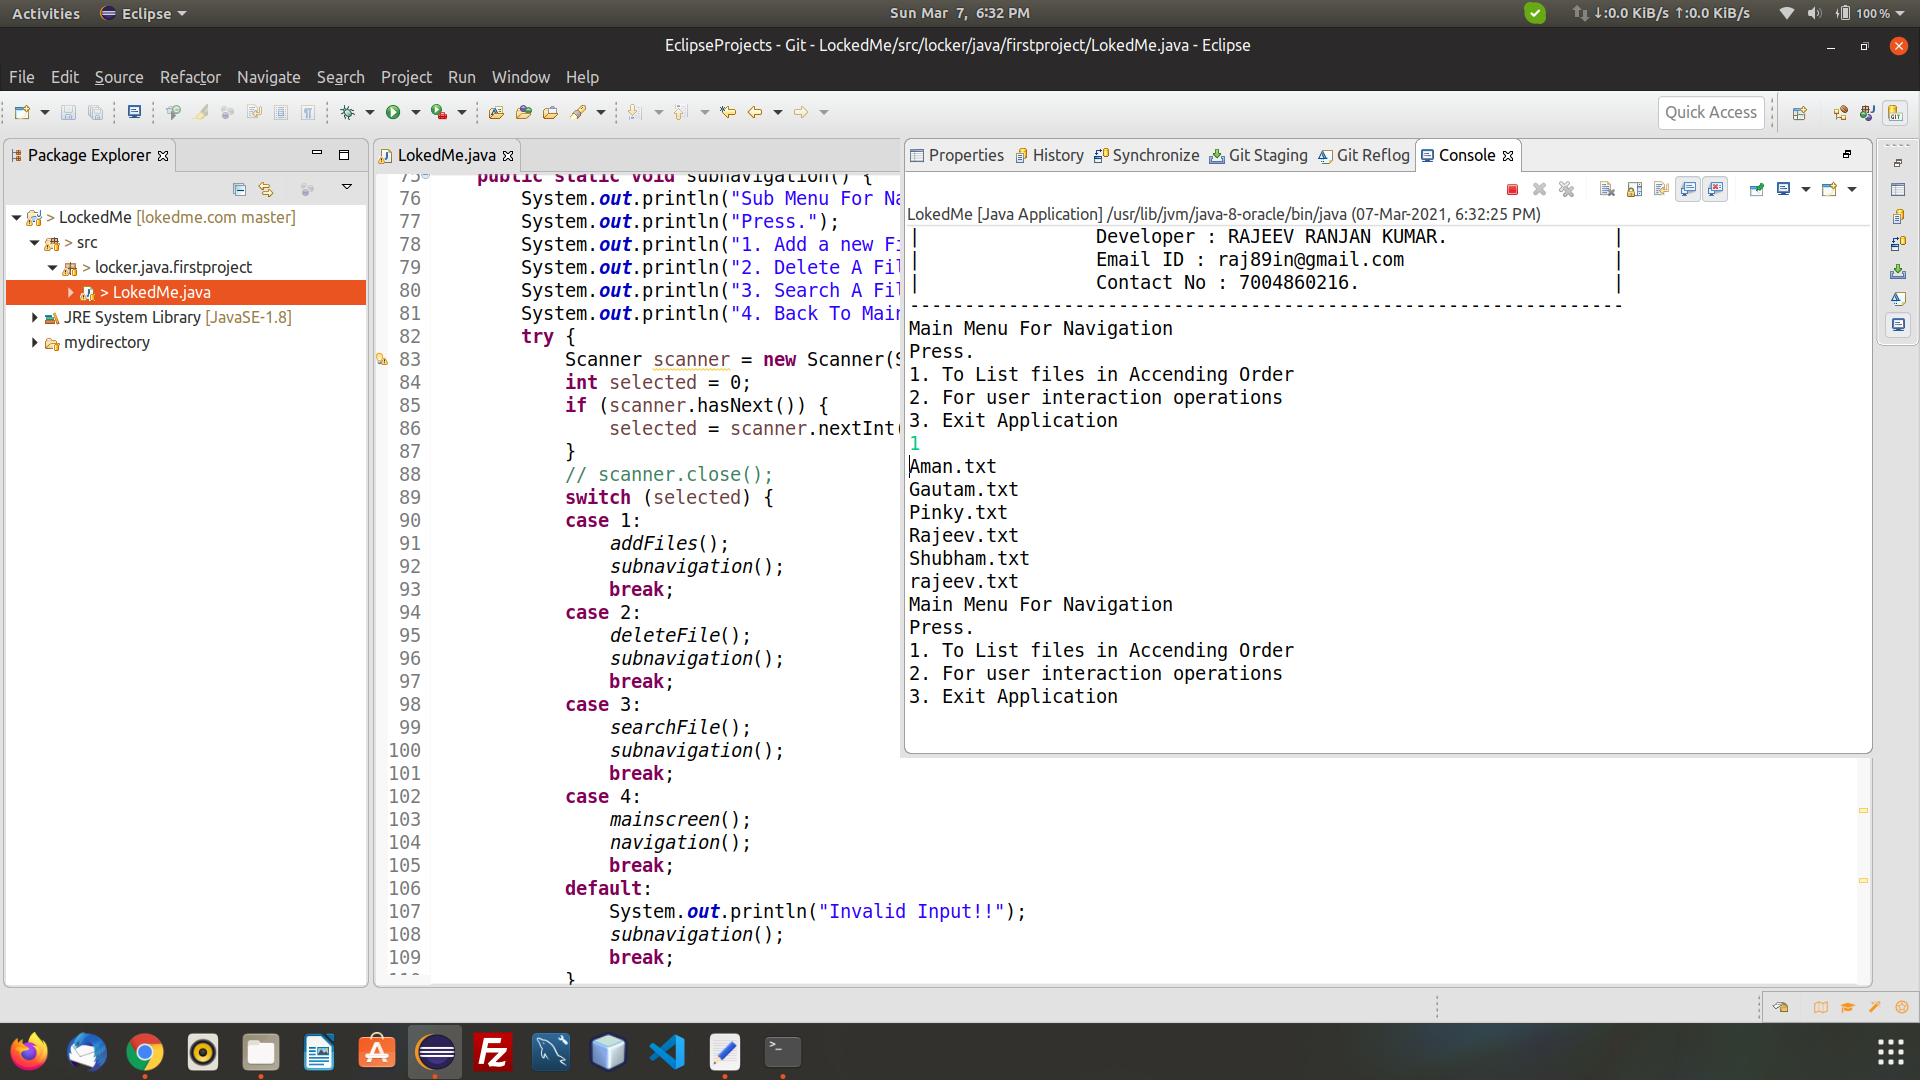 Activities Eclipse Sun Mar 7, 6:32 PM ↓:0.0 KiB/s ↑:0.0 KiB/s 100 %
EclipseProjects - Git - LockedMe/src/locker/java/firstproject/LokedMe.java - Eclipse
File Edit Source Refactor Navigate Search Project Run Window Help
Quick Access
Package Explorer
> LockedMe [lokedme.com master]
> src
> locker.java.firstproject
> LokedMe.java
JRE System Library [JavaSE-1.8]
mydirectory
LokedMe.java
75 public static void subnavigation() {
76 System.out.println("Sub Menu For Na
77 System.out.println("Press.");
78 System.out.println("1. Add a new Fi
79 System.out.println("2. Delete A Fil
80 System.out.println("3. Search A Fil
81 System.out.println("4. Back To Main
82 try {
83 Scanner scanner = new Scanner(S
84 int selected = 0;
85 if (scanner.hasNext()) {
86 selected = scanner.nextInt(
87 }
88 // scanner.close();
89 switch (selected) {
90 case 1:
91 addFiles();
92 subnavigation();
93 break;
94 case 2:
95 deleteFile();
96 subnavigation();
97 break;
98 case 3:
99 searchFile();
100 subnavigation();
101 break;
102 case 4:
103 mainscreen();
104 navigation();
105 break;
106 default:
107 System.out.println("Invalid Input!!");
108 subnavigation();
109 break;
110 }
Properties History Synchronize Git Staging Git Reflog Console
LokedMe [Java Application] /usr/lib/jvm/java-8-oracle/bin/java (07-Mar-2021, 6:32:25 PM)
| Developer : RAJEEV RANJAN KUMAR. |
| Email ID : raj89in@gmail.com |
| Contact No : 7004860216. |
-----------------------------------------------------------------
Main Menu For Navigation
Press.
1. To List files in Accending Order
2. For user interaction operations
3. Exit Application
1
Aman.txt
Gautam.txt
Pinky.txt
Rajeev.txt
Shubham.txt
rajeev.txt
Main Menu For Navigation
Press.
1. To List files in Accending Order
2. For user interaction operations
3. Exit Application